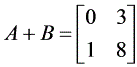 A + B = [0 3
1 8]